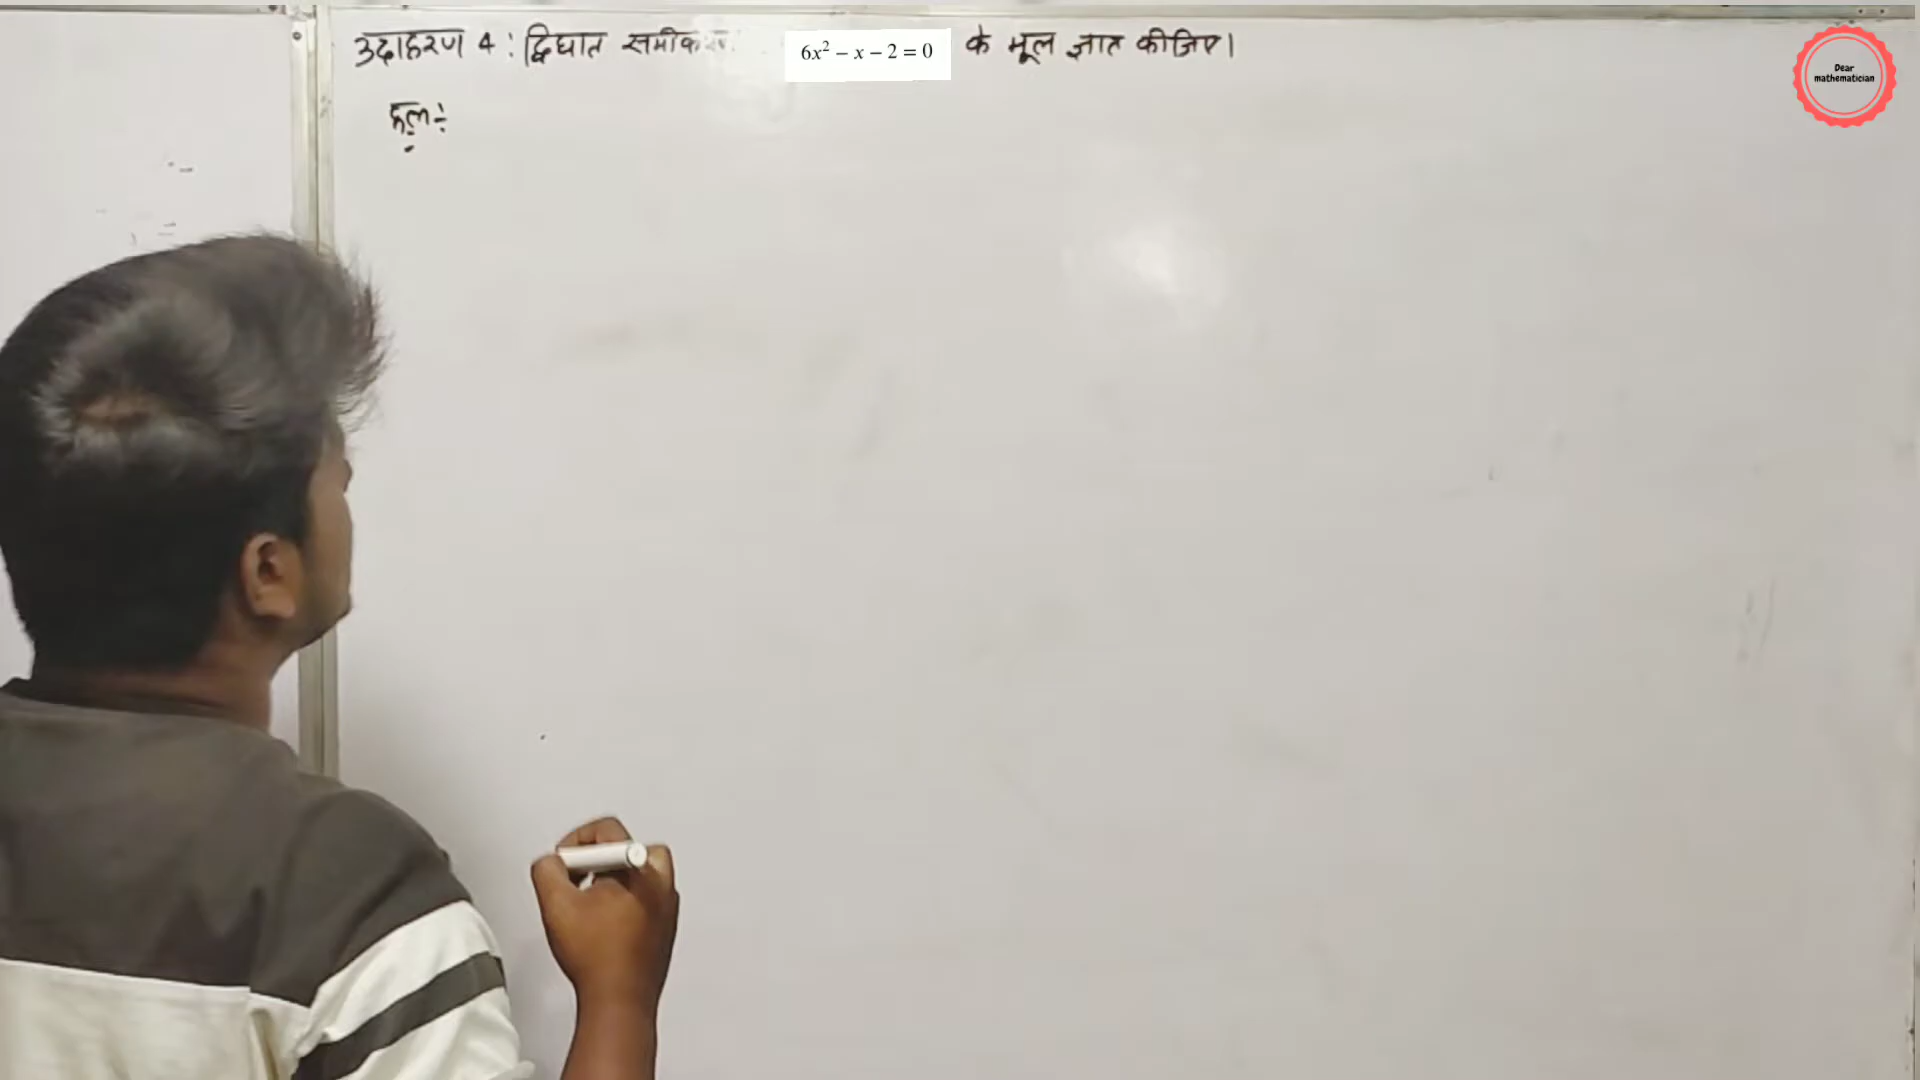 उदाहरण 4 : द्विघात समीकरण 6x² – x – 2 = 0 के मूल ज्ञात कीजिए।
हल÷
Dear
mathematician